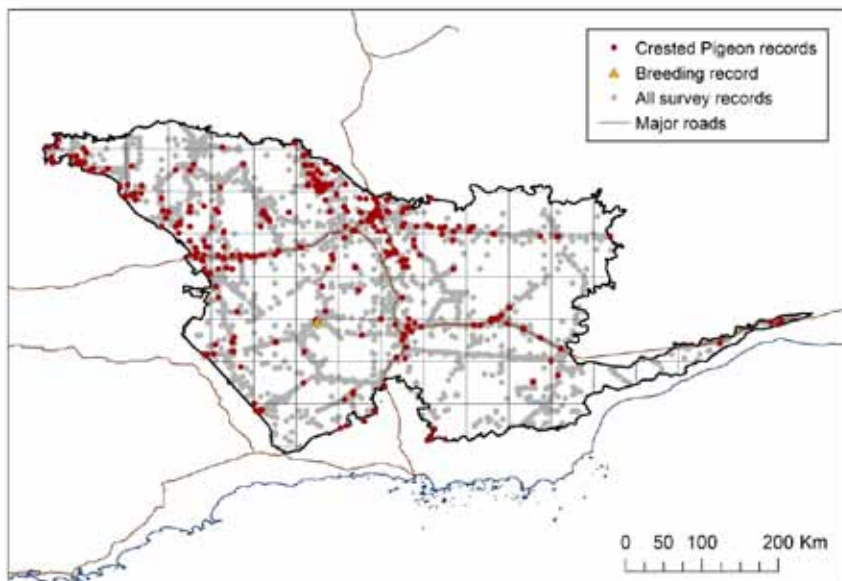 Crested Pigeon records
Breeding record
All survey records
Major roads
0 50 100 200 Km